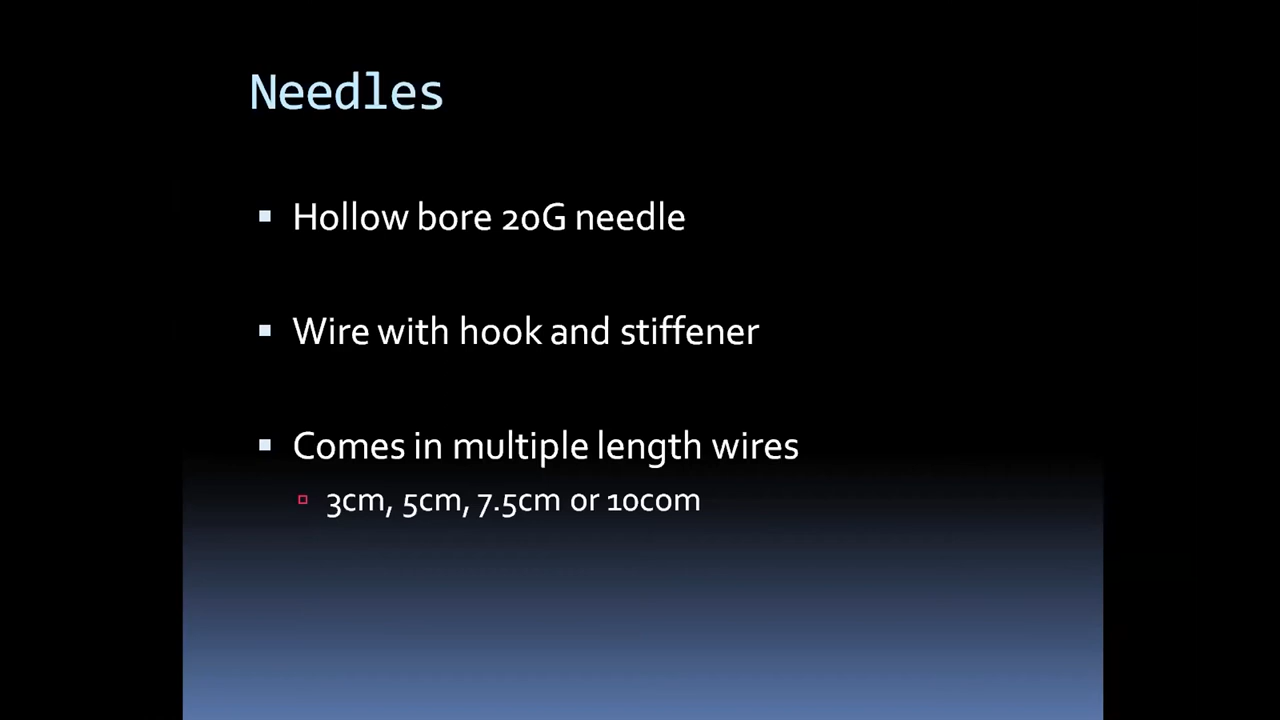 Needles
Hollow bore 20G needle
Wire with hook and stiffener
Comes in multiple length wires
3cm, 5cm, 7.5cm or 10com